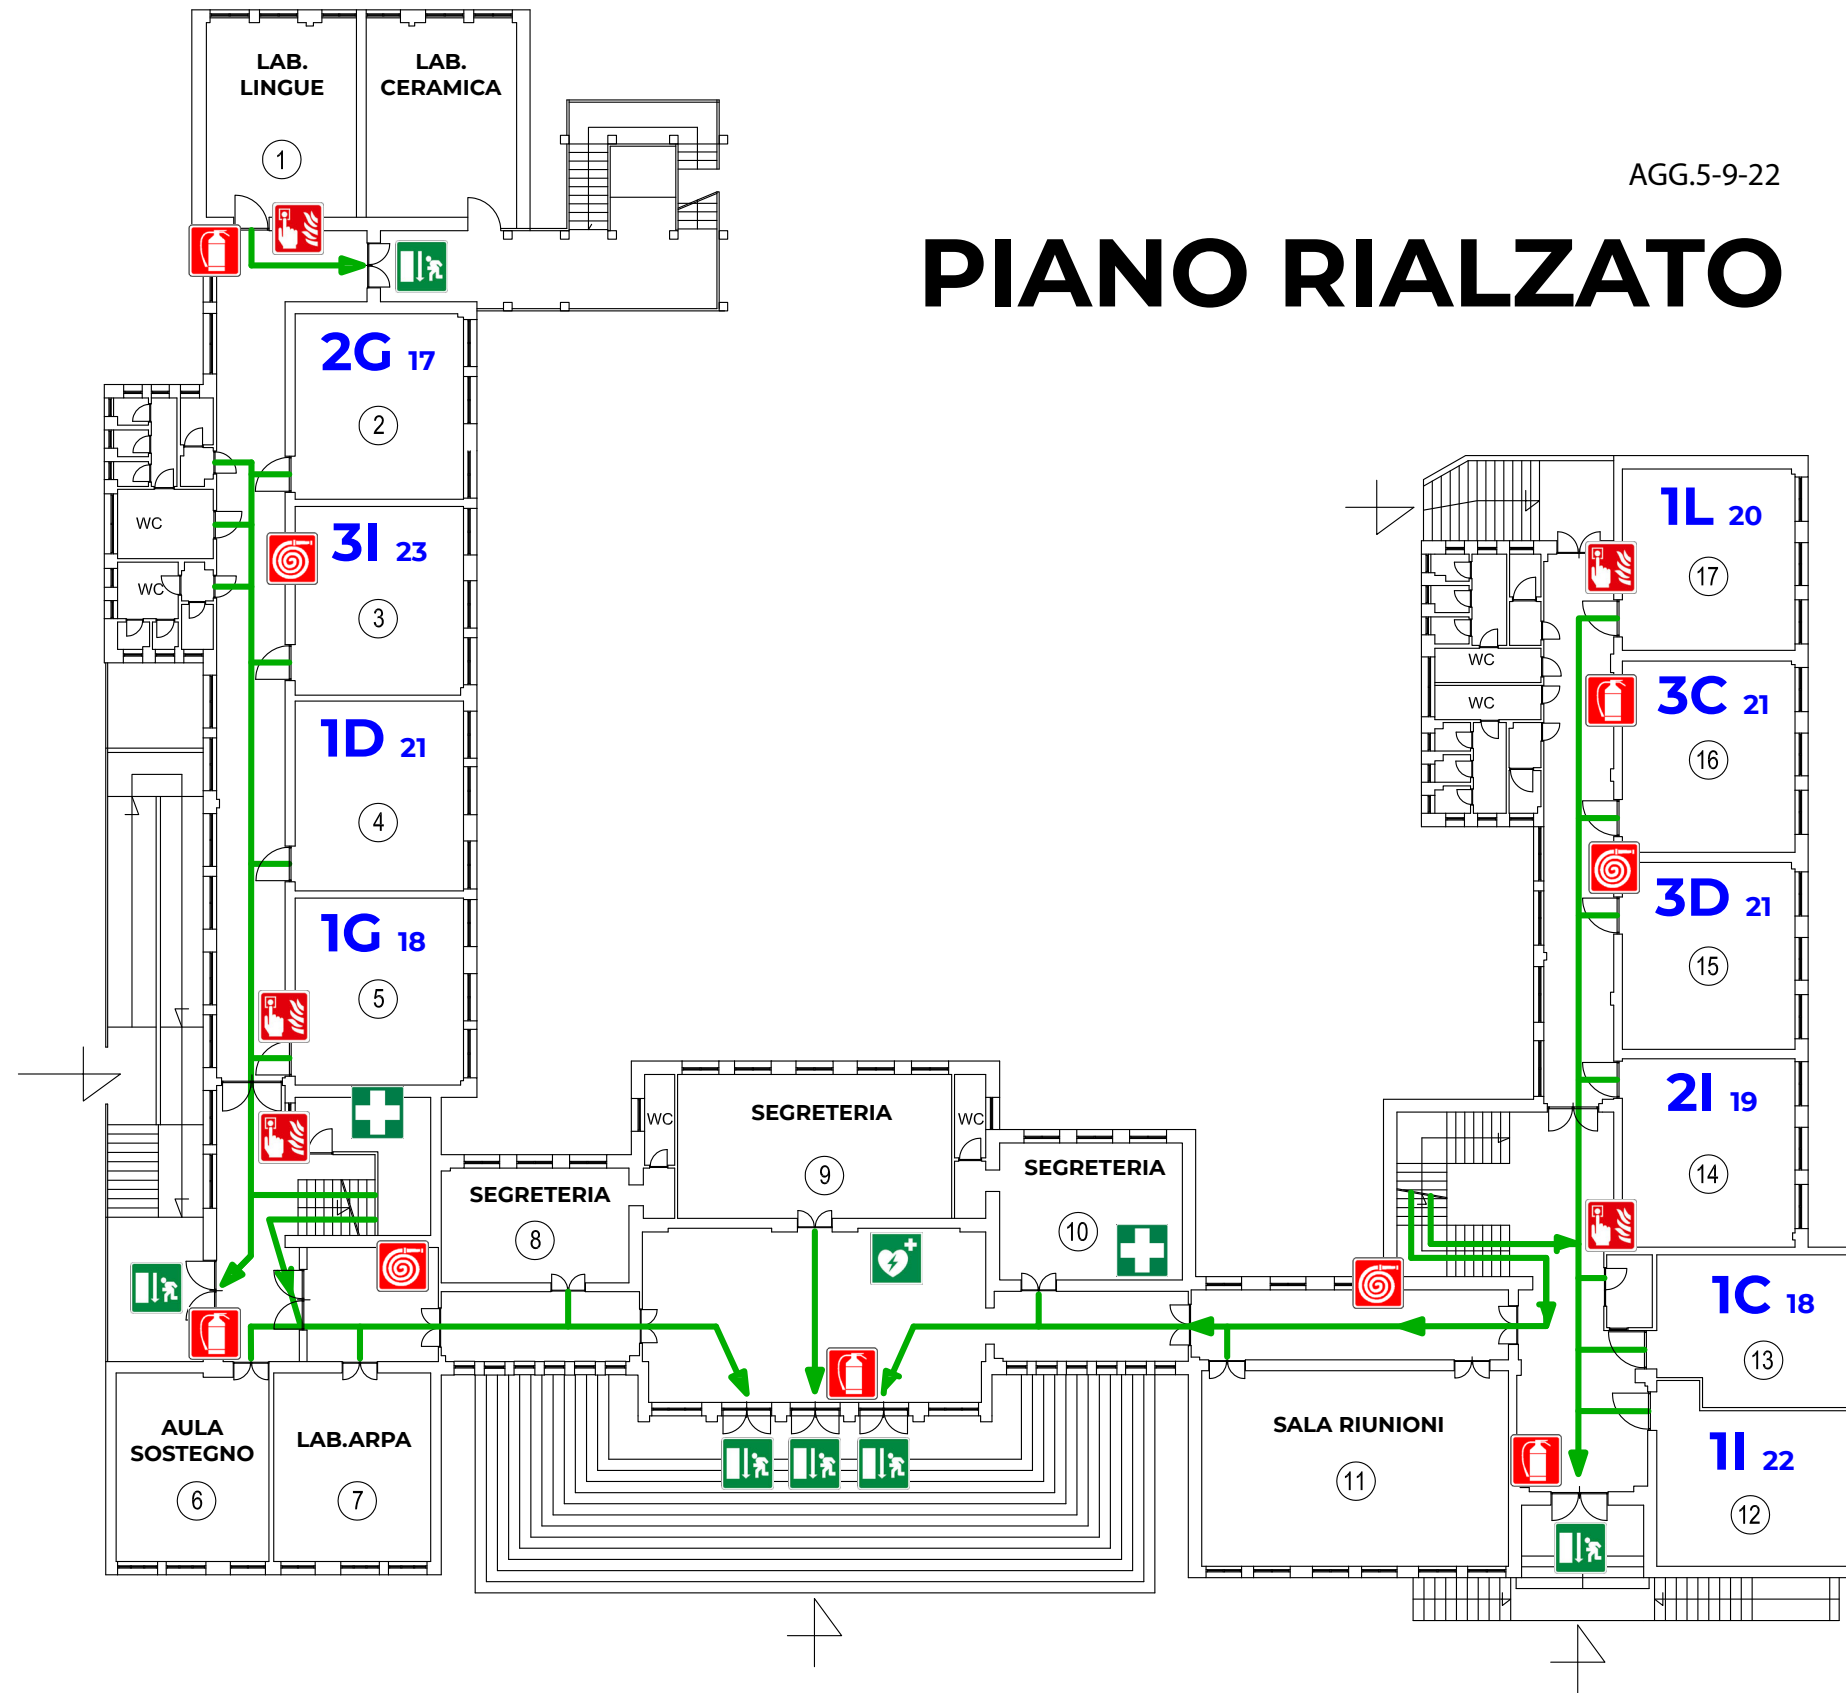 LAB.
LINGUE
1
LAB.
CERAMICA
AGG.5-9-22
PIANO RIALZATO
2G 17
2
3I 23
3
WC
WC
1D 21
4
1G 18
5
1L 20
17
3C 21
16
WC
WC
3D 21
15
2I 19
14
1C 18
13
1I 22
12
WC
SEGRETERIA
9
WC
SEGRETERIA
8
SEGRETERIA
10
AULA
SOSTEGNO
6
LAB.ARPA
7
SALA RIUNIONI
11